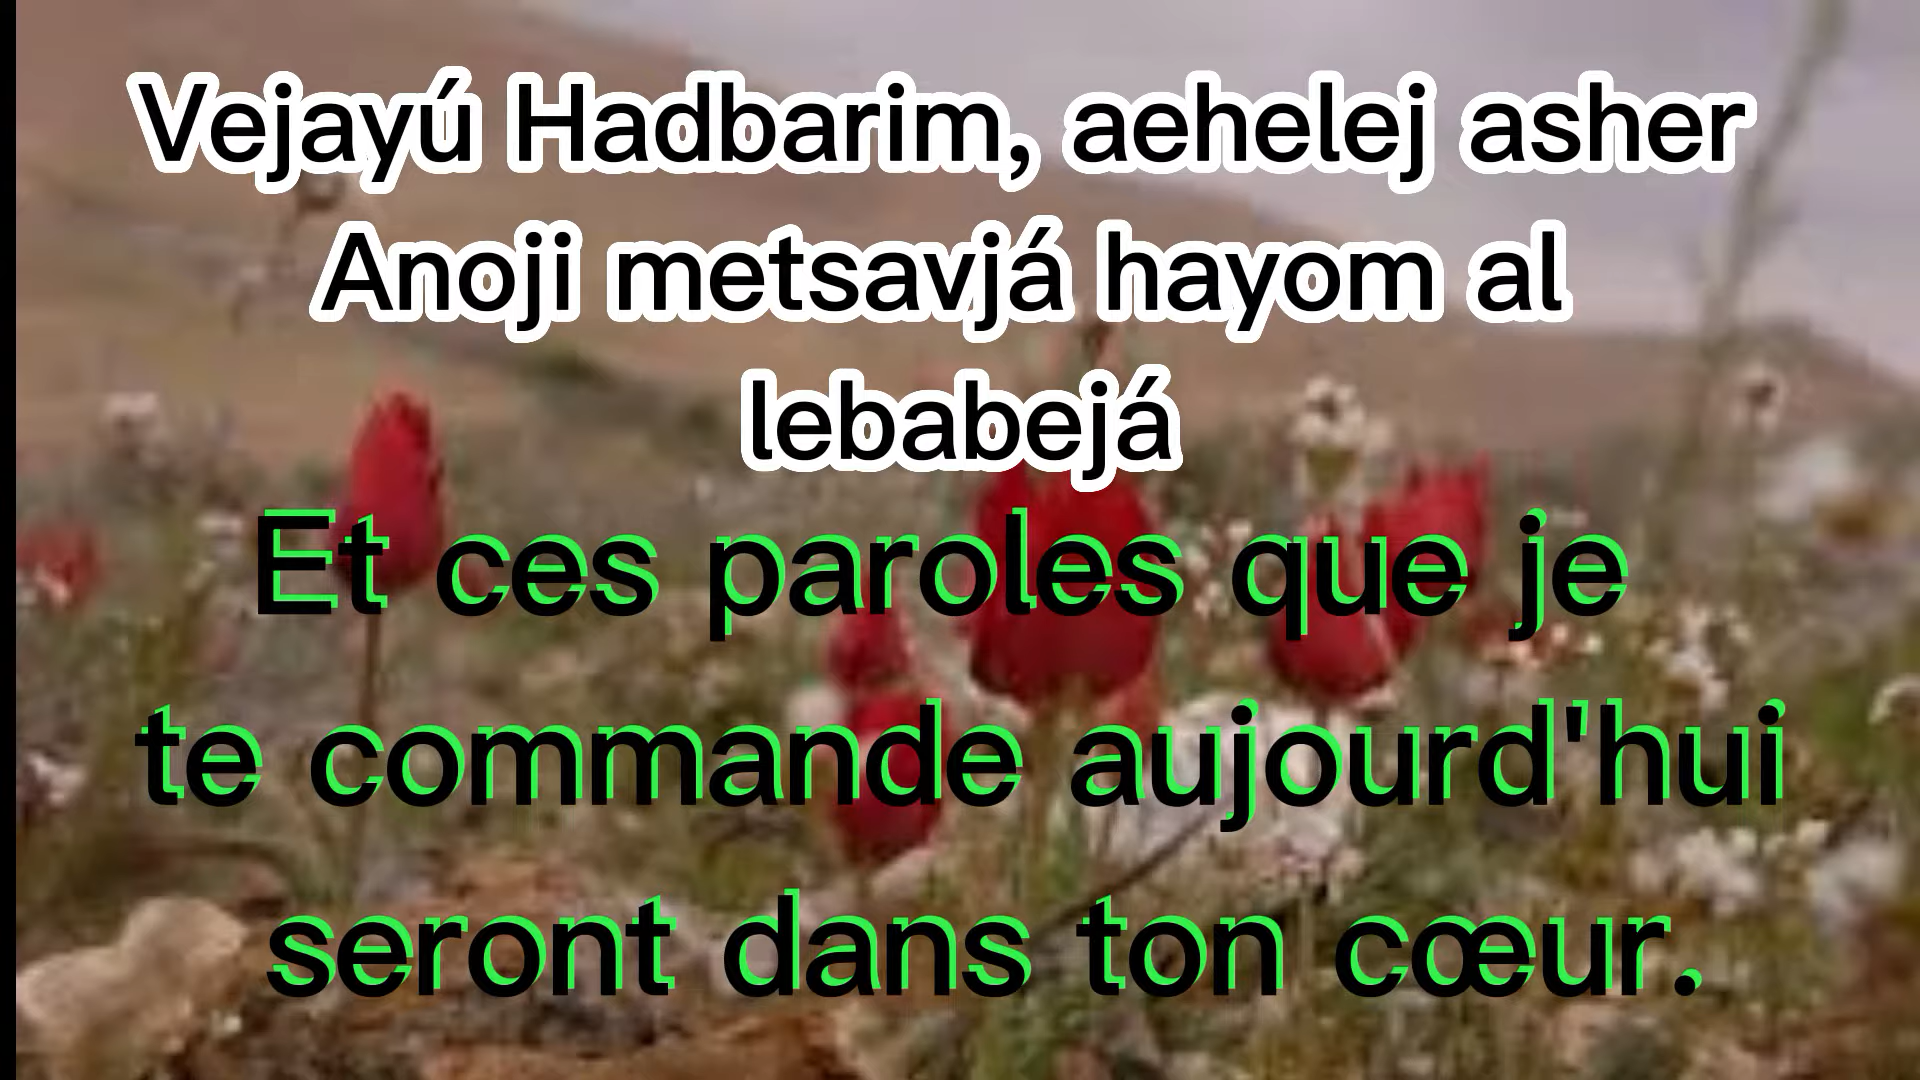 Vejayú Hadbarim, aehelej asher
Anoji metsavjá hayom al
lebabejá
Et ces paroles que je
te commande aujourd'hui
seront dans ton cœur.